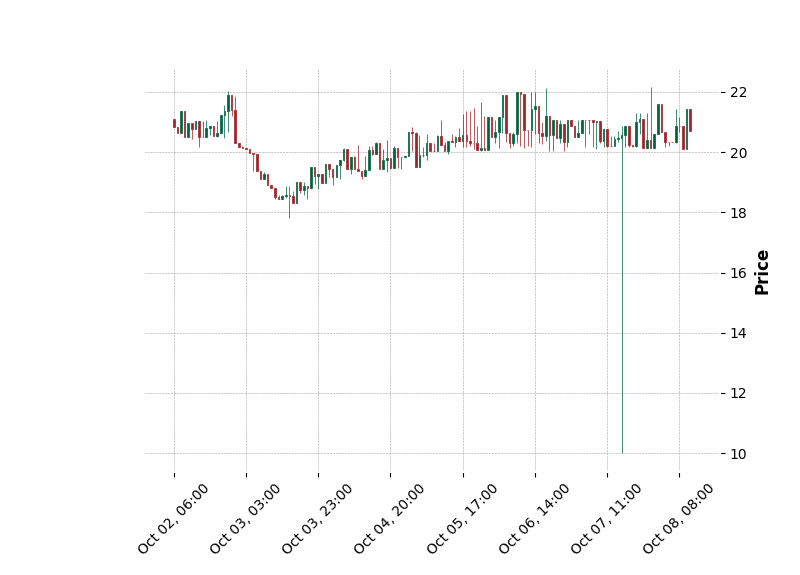 22
20
18
16
14
12
10
Price
Oct 02, 06:00
Oct 03, 03:00
Oct 03, 23:00
Oct 04, 20:00
Oct 05, 17:00
Oct 06, 14:00
Oct 07, 11:00
Oct 08, 08:00